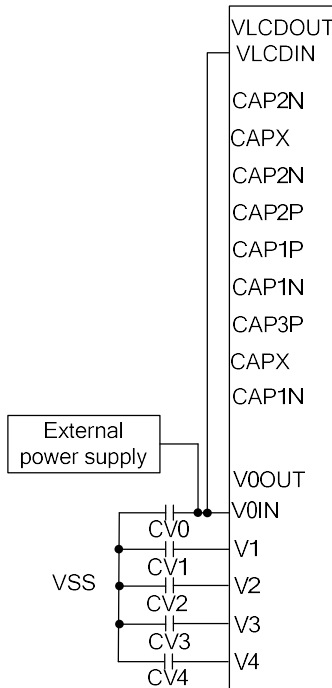 VLCDOUT
VLCDIN
CAP2N
CAPX
CAP2N
CAP2P
CAP1P
CAP1N
CAP3P
CAPX
CAP1N
External
power supply
V0OUT
V0IN
CV0
V1
CV1
VSS
V2
CV2
V3
CV3
V4
CV4